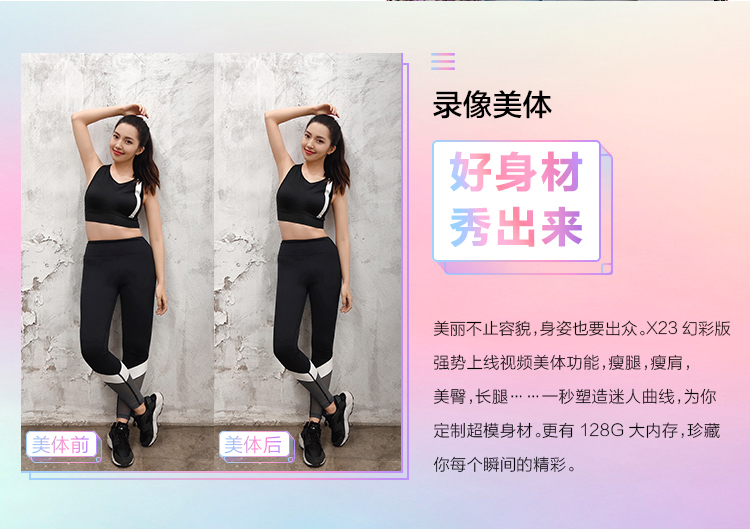 录像美体
好身材
秀出来
美丽不止容貌，身姿也要出众。X23 幻彩版
强势上线视频美体功能，瘦腿，瘦肩，
美臀，长腿……一秒塑造迷人曲线，为你
定制超模身材。更有 128G 大内存，珍藏
你每个瞬间的精彩。
美体前
美体后